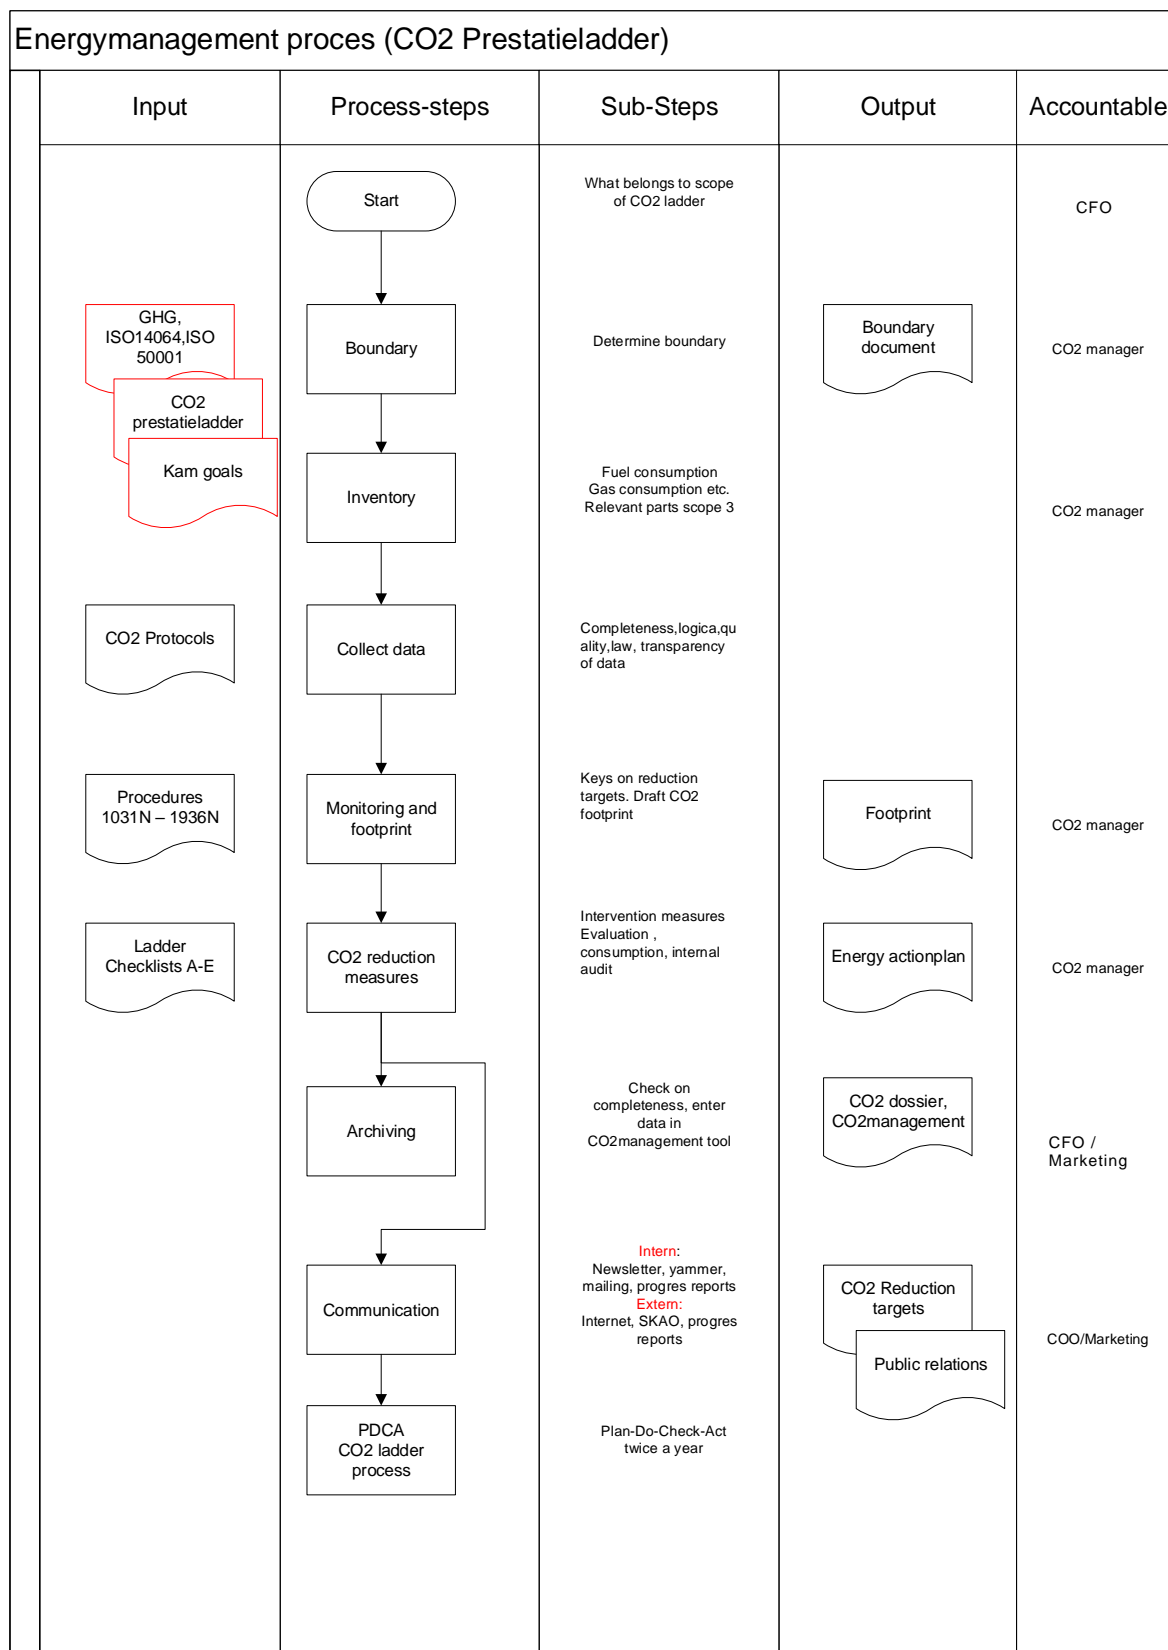 Energymanagement proces (CO2 Prestatieladder)
Input
Process-steps
Sub-Steps
Output
Accountable
Start
What belongs to scope
of CO2 ladder
CFO
GHG,
ISO14064,ISO
50001
CO2
prestatieladder
Kam goals
Boundary
Determine boundary
Boundary
document
CO2 manager
Inventory
Fuel consumption
Gas consumption etc.
Relevant parts scope 3
CO2 manager
CO2 Protocols
Collect data
Completeness,logica,qu
ality,law, transparency
of data
Procedures
1031N – 1936N
Monitoring and
footprint
Keys on reduction
targets. Draft CO2
footprint
Footprint
CO2 manager
Ladder
Checklists A-E
CO2 reduction
measures
Intervention measures
Evaluation ,
consumption, internal
audit
Energy actionplan
CO2 manager
Archiving
Check on
completeness, enter
data in
CO2management tool
CO2 dossier,
CO2management
CFO /
Marketing
Communication
Intern:
Newsletter, yammer,
mailing, progres reports
Extern:
Internet, SKAO, progres
reports
CO2 Reduction
targets
Public relations
COO/Marketing
PDCA
CO2 ladder
process
Plan-Do-Check-Act
twice a year